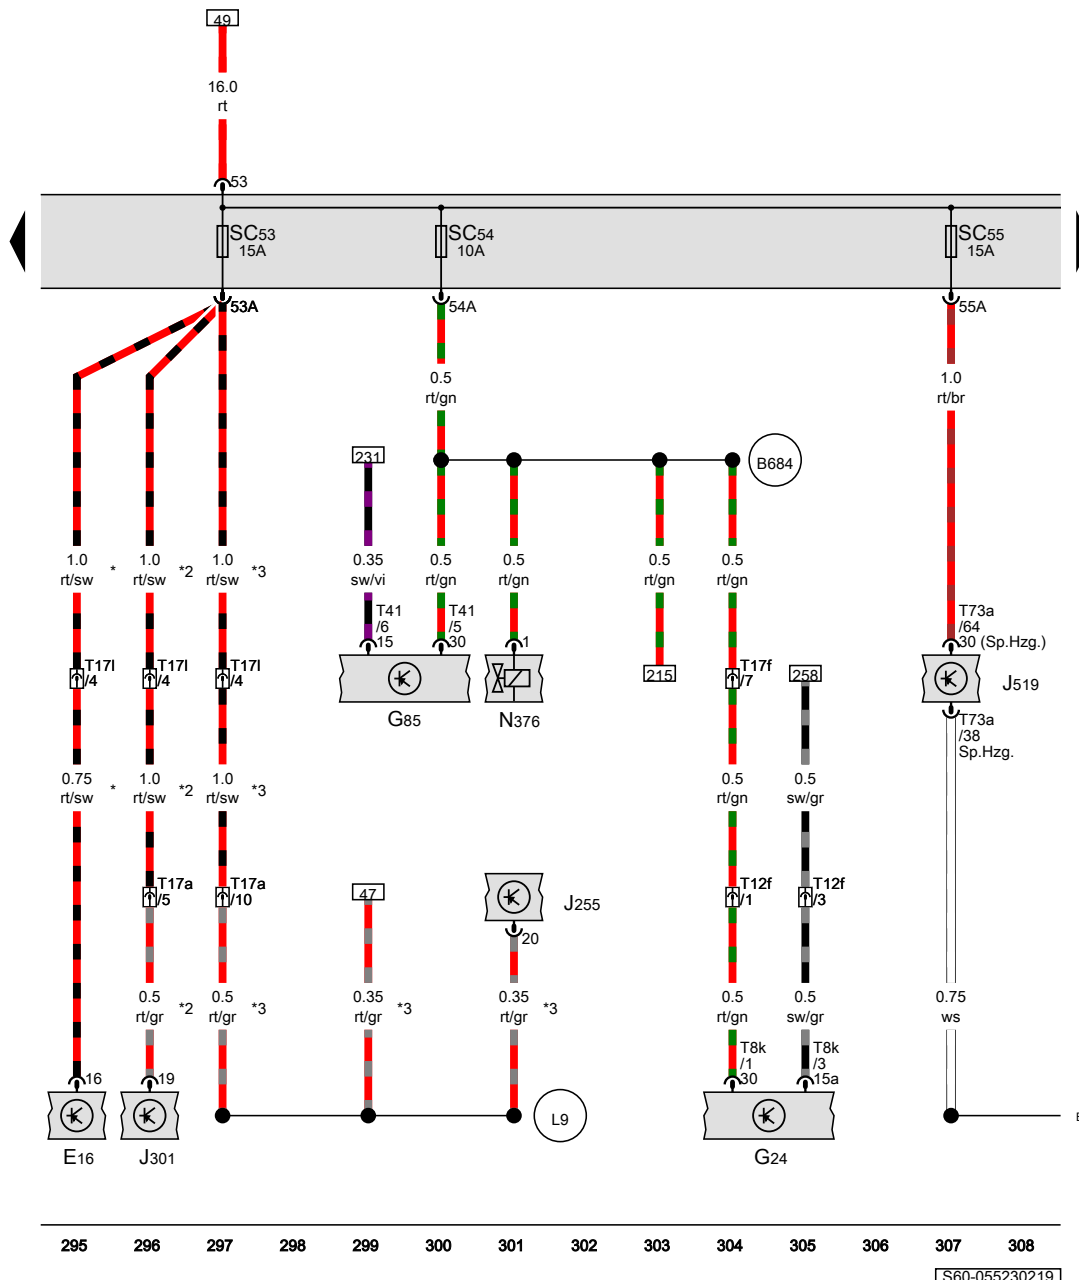 49
16.0
rt
53
SC53
15A
SC54
10A
SC55
15A
53A
54A
55A
0.5
rt/gn
1.0
rt/br
231
B684
1.0
rt/sw
*
1.0
rt/sw
*2
1.0
rt/sw
*3
0.35
sw/vi
0.5
rt/gn
0.5
rt/gn
0.5
rt/gn
0.5
rt/gn
T41
/6
15
T41
/5
30
1
T73a
/64
30 (Sp.Hzg.)
T17l
/4
T17l
/4
T17l
/4
215
T17f
/7
258
J519
G85
N376
T73a
/38
Sp.Hzg.
0.75
rt/sw
*
1.0
rt/sw
*2
1.0
rt/sw
*3
0.5
rt/gn
0.5
sw/gr
T17a
/5
T17a
/10
47
J255
20
T12f
/1
T12f
/3
0.5
rt/gr
*2
0.5
rt/gr
*3
0.35
rt/gr
*3
0.35
rt/gr
*3
0.5
rt/gn
0.5
sw/gr
0.75
ws
16
19
T8k
/1
30
T8k
/3
15a
L9
E16
J301
G24
295 296 297 298 299 300 301 302 303 304 305 306 307 308
S60-055230219